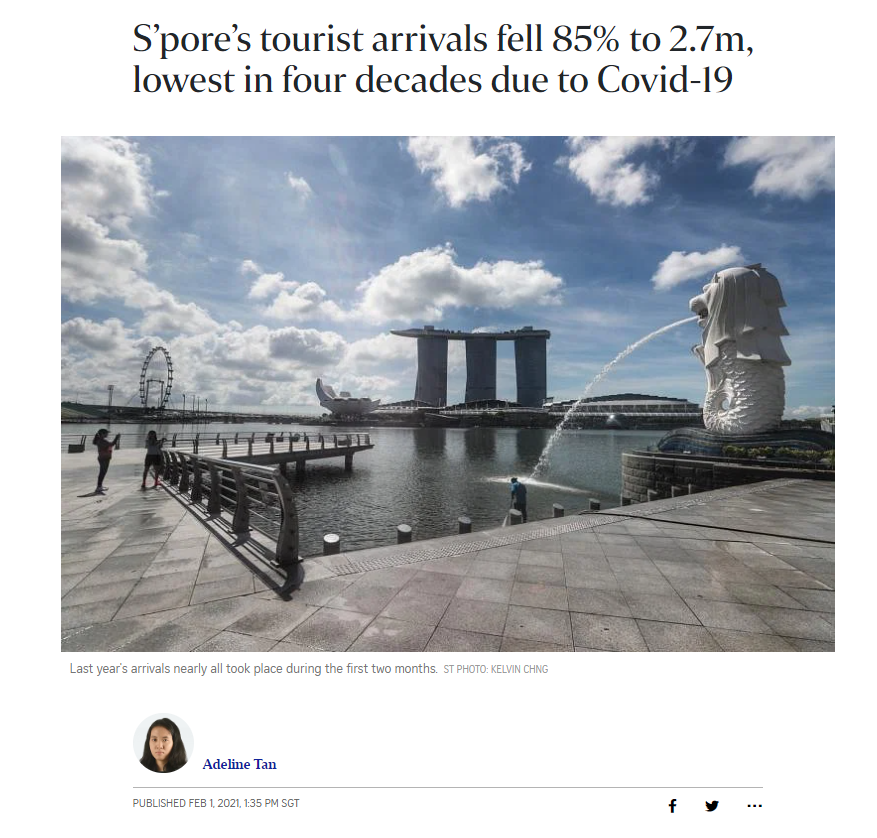 S’pore’s tourist arrivals fell 85% to 2.7m,
lowest in four decades due to Covid-19
Last year's arrivals nearly all took place during the first two months. ST PHOTO: KELVIN CHNG
Adeline Tan
PUBLISHED FEB 1, 2021, 1:35 PM SGT